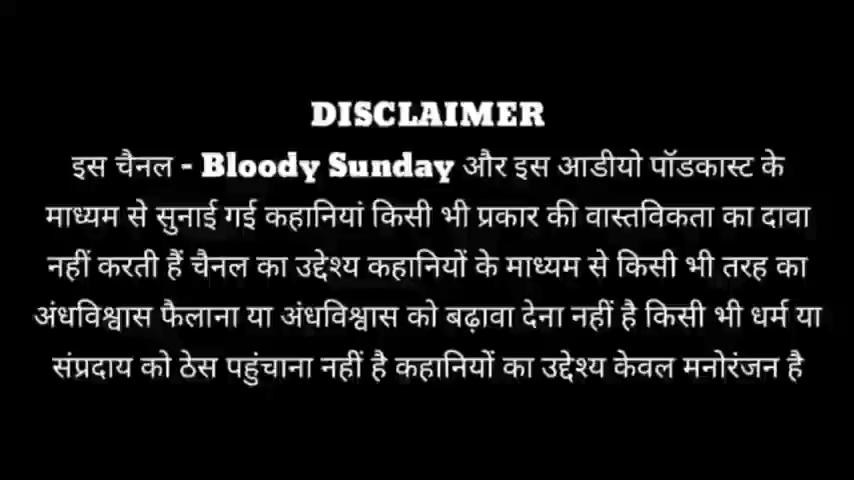 DISCLAIMER
इस चैनल - Bloody Sunday और इस आडीयो पॉडकास्ट के
माध्यम से सुनाई गई कहानियां किसी भी प्रकार की वास्तविकता का दावा
नहीं करती हैं चैनल का उद्देश्य कहानियों के माध्यम से किसी भी तरह का
अंधविश्वास फैलाना या अंधविश्वास को बढ़ावा देना नहीं है किसी भी धर्म या
संप्रदाय को ठेस पहुंचाना नहीं है कहानियों का उद्देश्य केवल मनोरंजन है